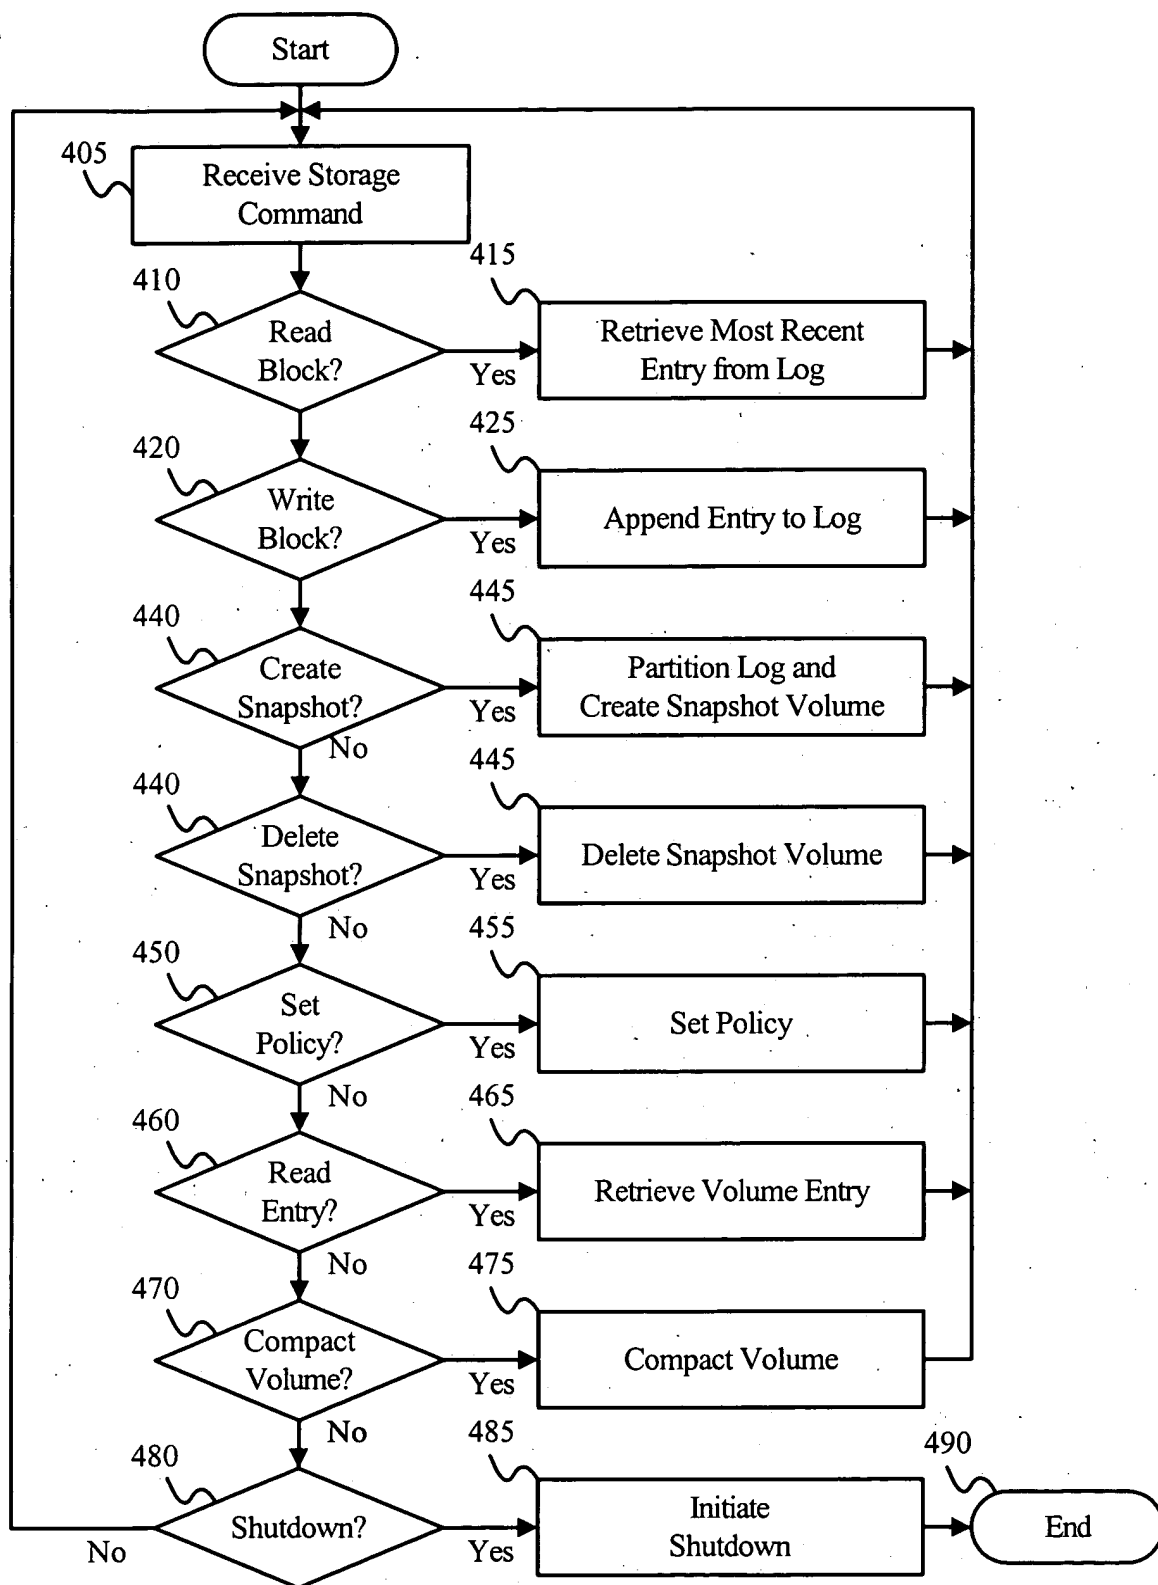 Start
405
Receive Storage
Command
410
Read
Block?
Yes
415
Retrieve Most Recent
Entry from Log
420
Write
Block?
Yes
425
Append Entry to Log
440
Create
Snapshot?
Yes
No
445
Partition Log and
Create Snapshot Volume
440
Delete
Snapshot?
Yes
No
445
Delete Snapshot Volume
450
Set
Policy?
Yes
No
455
Set Policy
460
Read
Entry?
Yes
No
465
Retrieve Volume Entry
470
Compact
Volume?
Yes
No
475
Compact Volume
480
Shutdown?
No
Yes
485
Initiate
Shutdown
490
End